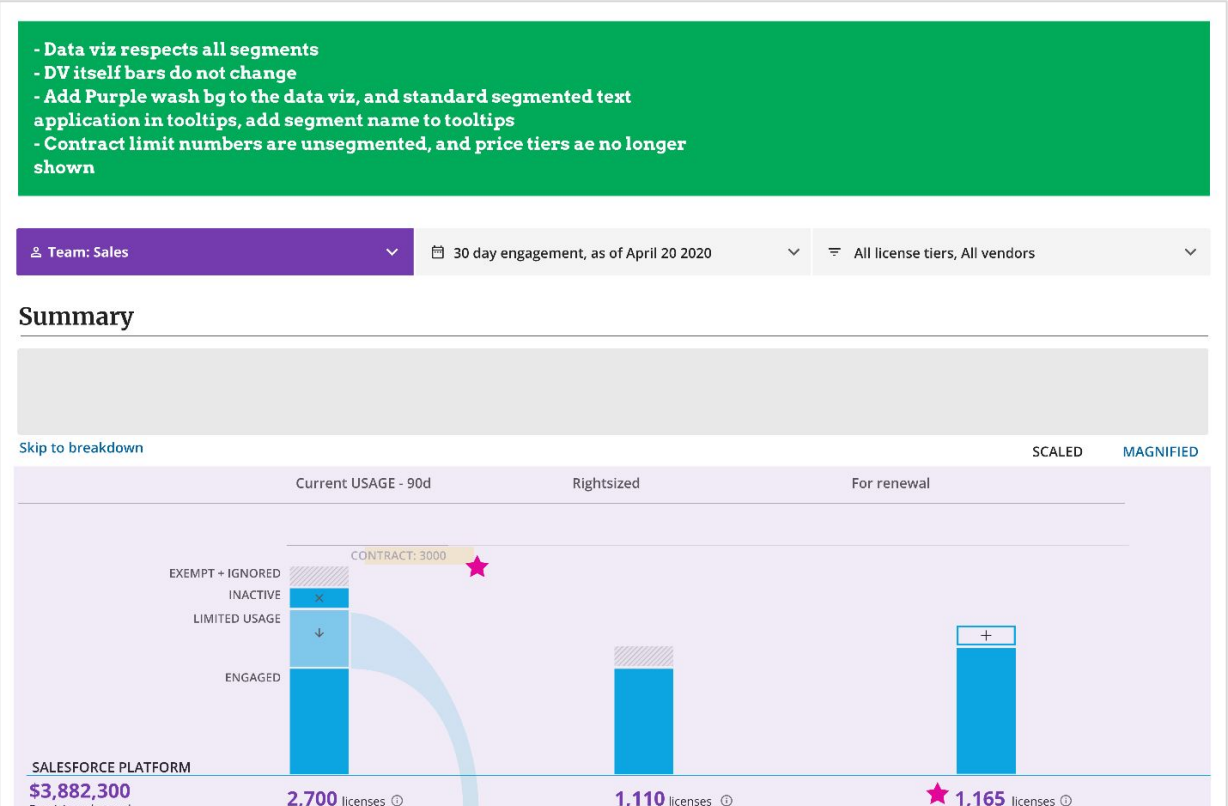 - Data viz respects all segments
- DV itself bars do not change
- Add Purple wash bg to the data viz, and standard segmented text
application in tooltips, add segment name to tooltips
- Contract limit numbers are unsegmented, and price tiers ae no longer
shown
Team: Sales
30 day engagement, as of April 20 2020
All license tiers, All vendors
Summary
Skip to breakdown
SCALED
MAGNIFIED
Current USAGE - 90d
Rightsized
For renewal
CONTRACT: 3000
EXEMPT + IGNORED
INACTIVE
LIMITED USAGE
ENGAGED
SALESFORCE PLATFORM
$3,882,300
2,700 licenses
1,110 licenses
1,165 licenses